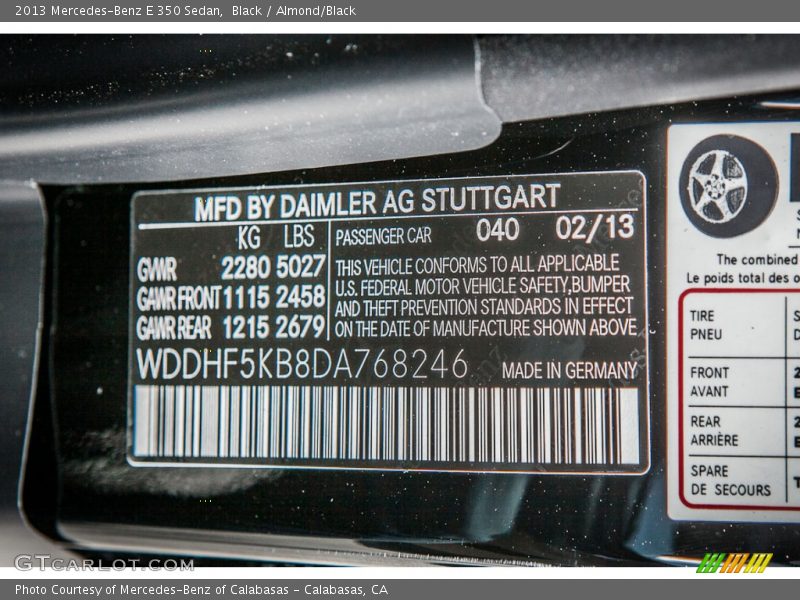 2013 Mercedes-Benz E 350 Sedan, Black / Almond/Black
MFD BY DAIMLER AG STUTTGART
KG LBS
GVWR 2280 5027
GAWR FRONT 1115 2458
GAWR REAR 1215 2679
PASSENGER CAR 040 02/13
THIS VEHICLE CONFORMS TO ALL APPLICABLE
U.S. FEDERAL MOTOR VEHICLE SAFETY,BUMPER
AND THEFT PREVENTION STANDARDS IN EFFECT
ON THE DATE OF MANUFACTURE SHOWN ABOVE
WDDHF5KB8DA768246 MADE IN GERMANY
The combined
Le poids total des
TIRE
PNEU
FRONT
AVANT
REAR
ARRIÈRE
SPARE
DE SECOURS
GTCARLOT.COM
Photo Courtesy of Mercedes-Benz of Calabasas – Calabasas, CA